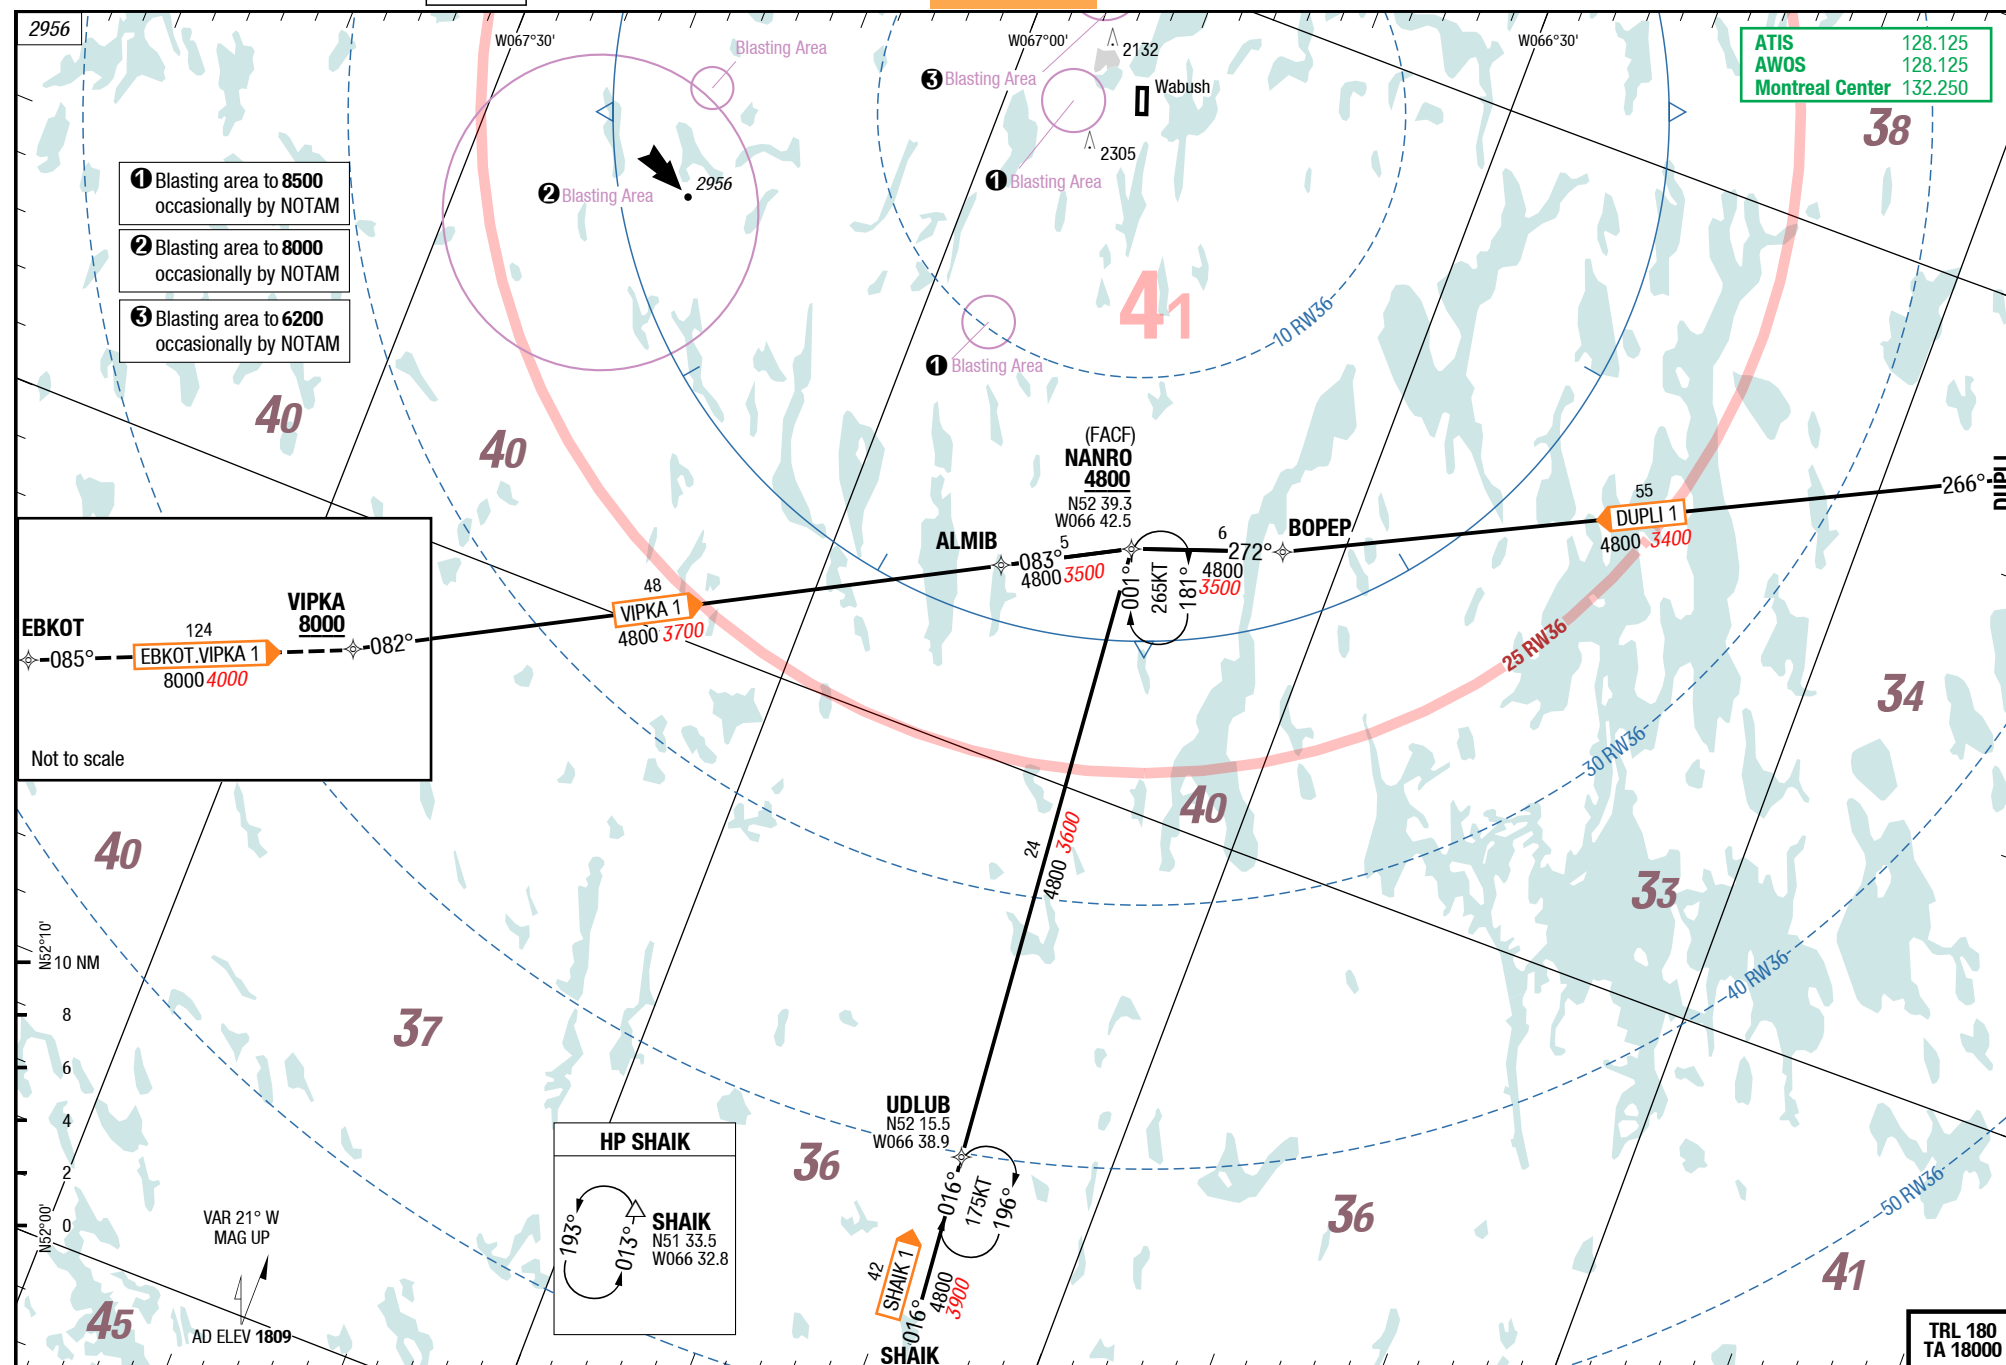 2956
W067°30'
W067°00'
W066°30'
ATIS 128.125
AWOS 128.125
Montreal Center 132.250
Blasting Area
3 Blasting Area
2132
Wabush
2305
38
1 Blasting area to 8500
occasionally by NOTAM
2 Blasting area to 8000
occasionally by NOTAM
3 Blasting area to 6200
occasionally by NOTAM
2 Blasting Area
2956
1 Blasting Area
41
10 RW36
1 Blasting Area
40
40
(FACF)
NANRO
4800
N52 39.3
W066 42.5
ALMIB
083°
5
4800 3500
001°
265KT
181°
6
272°
4800
3500
BOPEP
55
DUPLI 1
4800 3400
266°
DUPLI
EBKOT
085°
124
EBKOT.VIPKA 1
8000 4000
VIPKA
8000
082°
Not to scale
48
VIPKA 1
4800 3700
25 RW36
34
30 RW36
40
40
24
4800 3600
33
40 RW36
N52°10'
10 NM
8
6
4
2
0
N52°00'
37
UDLUB
N52 15.5
W066 38.9
016°
175KT
196°
36
36
50 RW36
41
HP SHAIK
193°
013°
SHAIK
N51 33.5
W066 32.8
VAR 21° W
MAG UP
AD ELEV 1809
45
42
SHAIK 1
4800
3900
016°
SHAIK
TRL 180
TA 18000